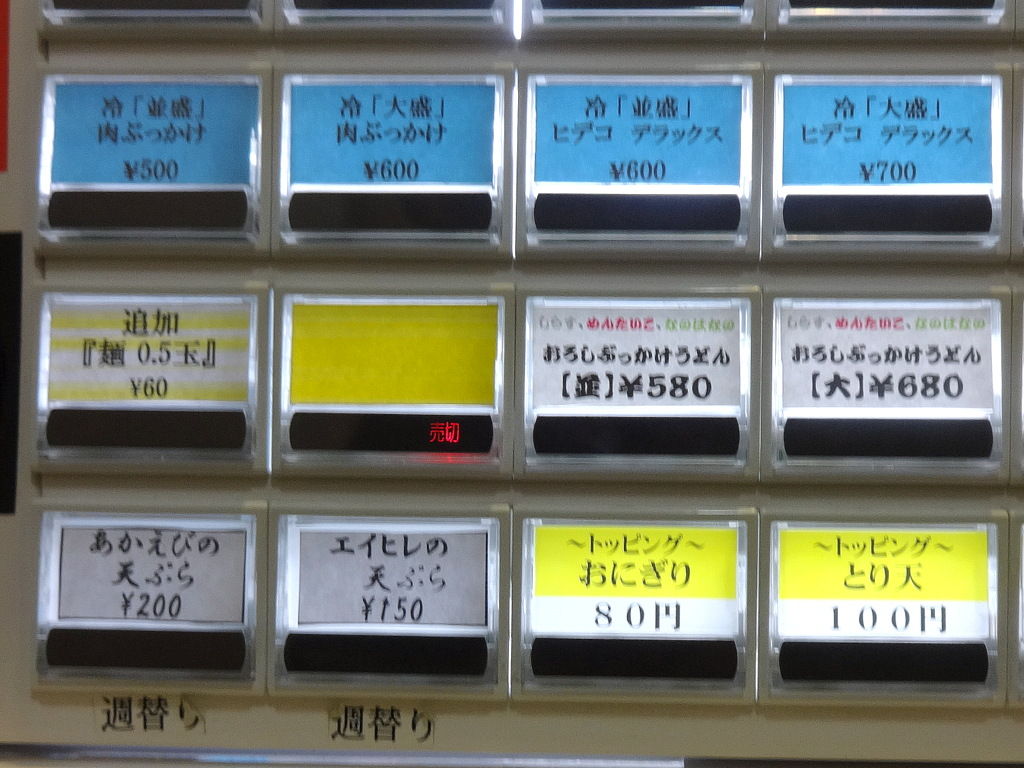 冷「並盛」
肉ぶっかけ
¥500
冷「大盛」
肉ぶっかけ
¥600
冷「並盛」
ヒデコ デラックス
¥600
冷「大盛」
ヒデコ デラックス
¥700
追加
『麺 0.5玉』
¥60
売切
しらす、めんたいこ、なのはなの
おろしぶっかけうどん
【並】¥580
しらす、めんたいこ、なのはなの
おろしぶっかけうどん
【大】¥680
あかえびの
天ぷら
¥200
エイヒレの
天ぷら
¥150
~トッピング~
おにぎり
80円
~トッピング~
とり天
100円
週替り
週替り